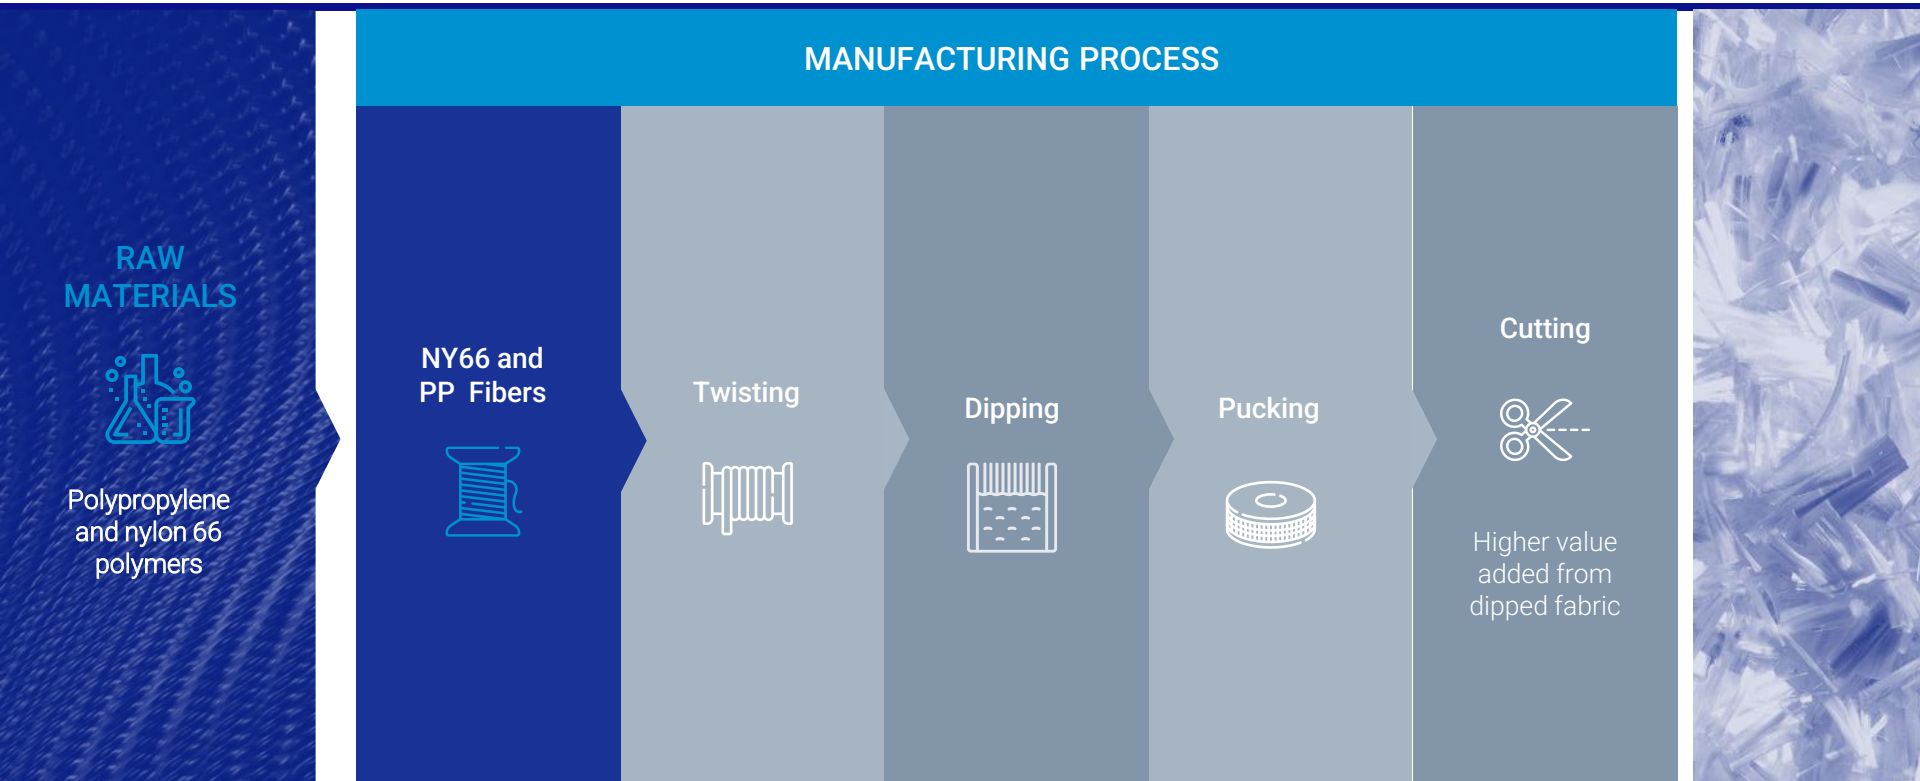 MANUFACTURING PROCESS
RAW
MATERIALS
Polypropylene
and nylon 66
polymers
NY66 and
PP  Fibers
Twisting
Dipping
Pucking
Cutting
Higher value
added from
dipped fabric